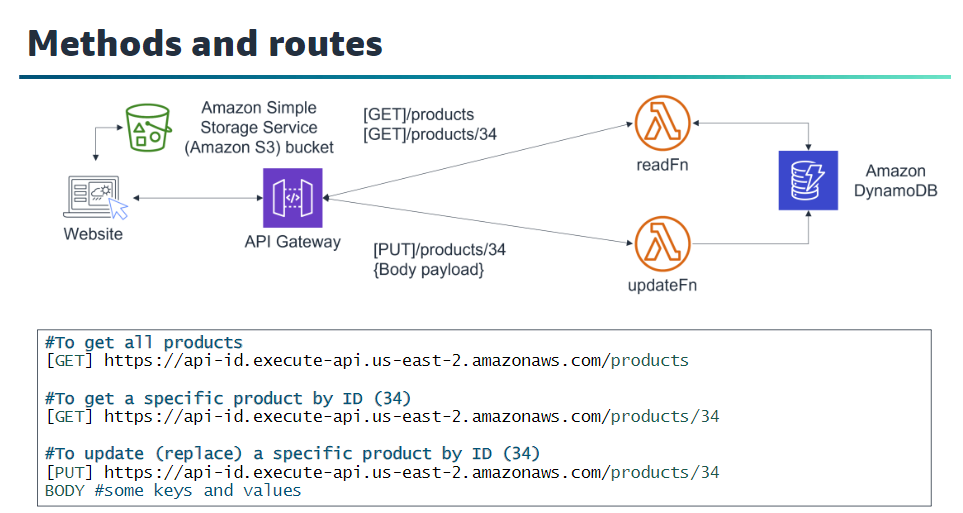 Methods and routes
Amazon Simple
Storage Service
(Amazon S3) bucket
[GET]/products
[GET]/products/34
readFn
Amazon
DynamoDB
Website
API Gateway
[PUT]/products/34
{Body payload}
updateFn
#To get all products
[GET] https://api-id.execute-api.us-east-2.amazonaws.com/products
#To get a specific product by ID (34)
[GET] https://api-id.execute-api.us-east-2.amazonaws.com/products/34
#To update (replace) a specific product by ID (34)
[PUT] https://api-id.execute-api.us-east-2.amazonaws.com/products/34
BODY #some keys and values